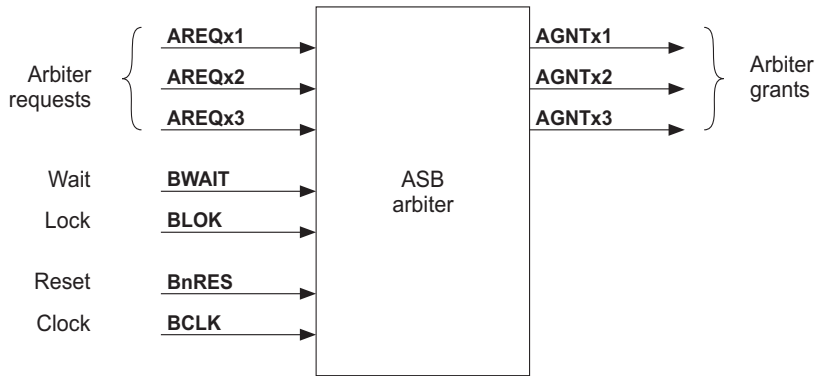 Arbiter
requests
AREQx1
AREQx2
AREQx3
Wait
BWAIT
Lock
BLOK
Reset
BnRES
Clock
BCLK
ASB
arbiter
AGNTx1
AGNTx2
AGNTx3
Arbiter
grants